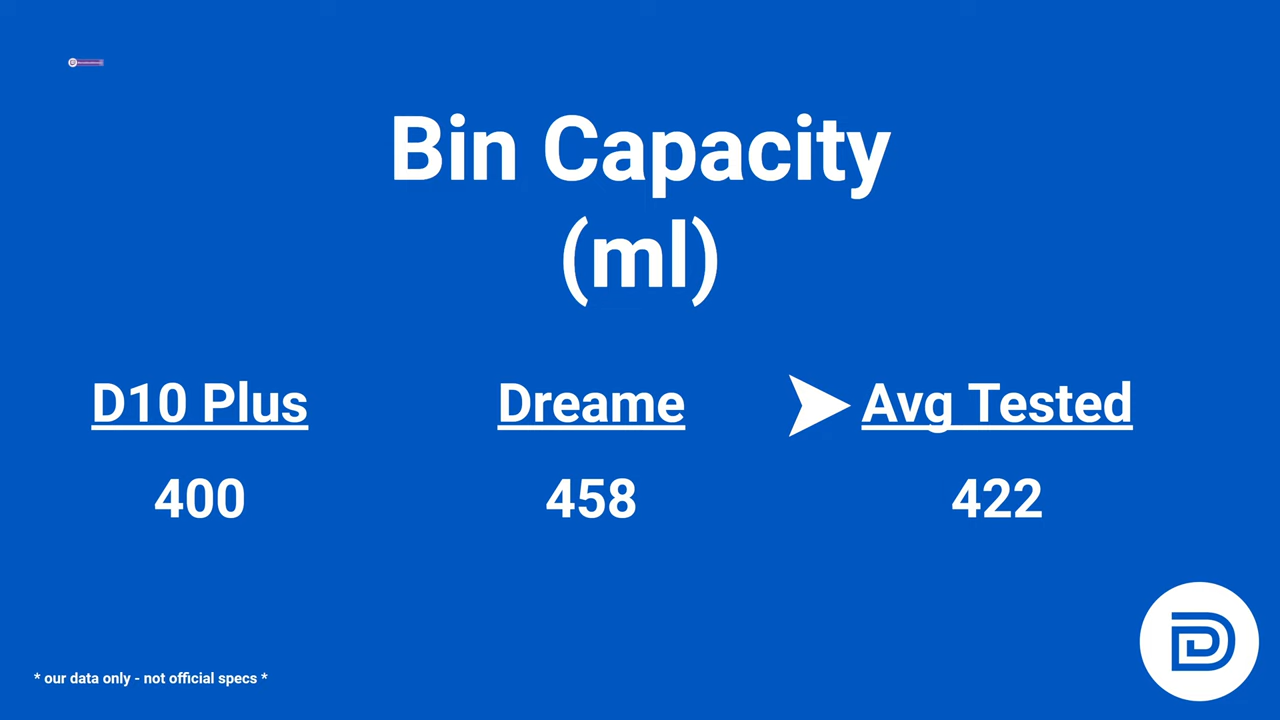 Bin Capacity
(ml)
D10 Plus
Dreame
Avg Tested
400
458
422
* our data only - not official specs *